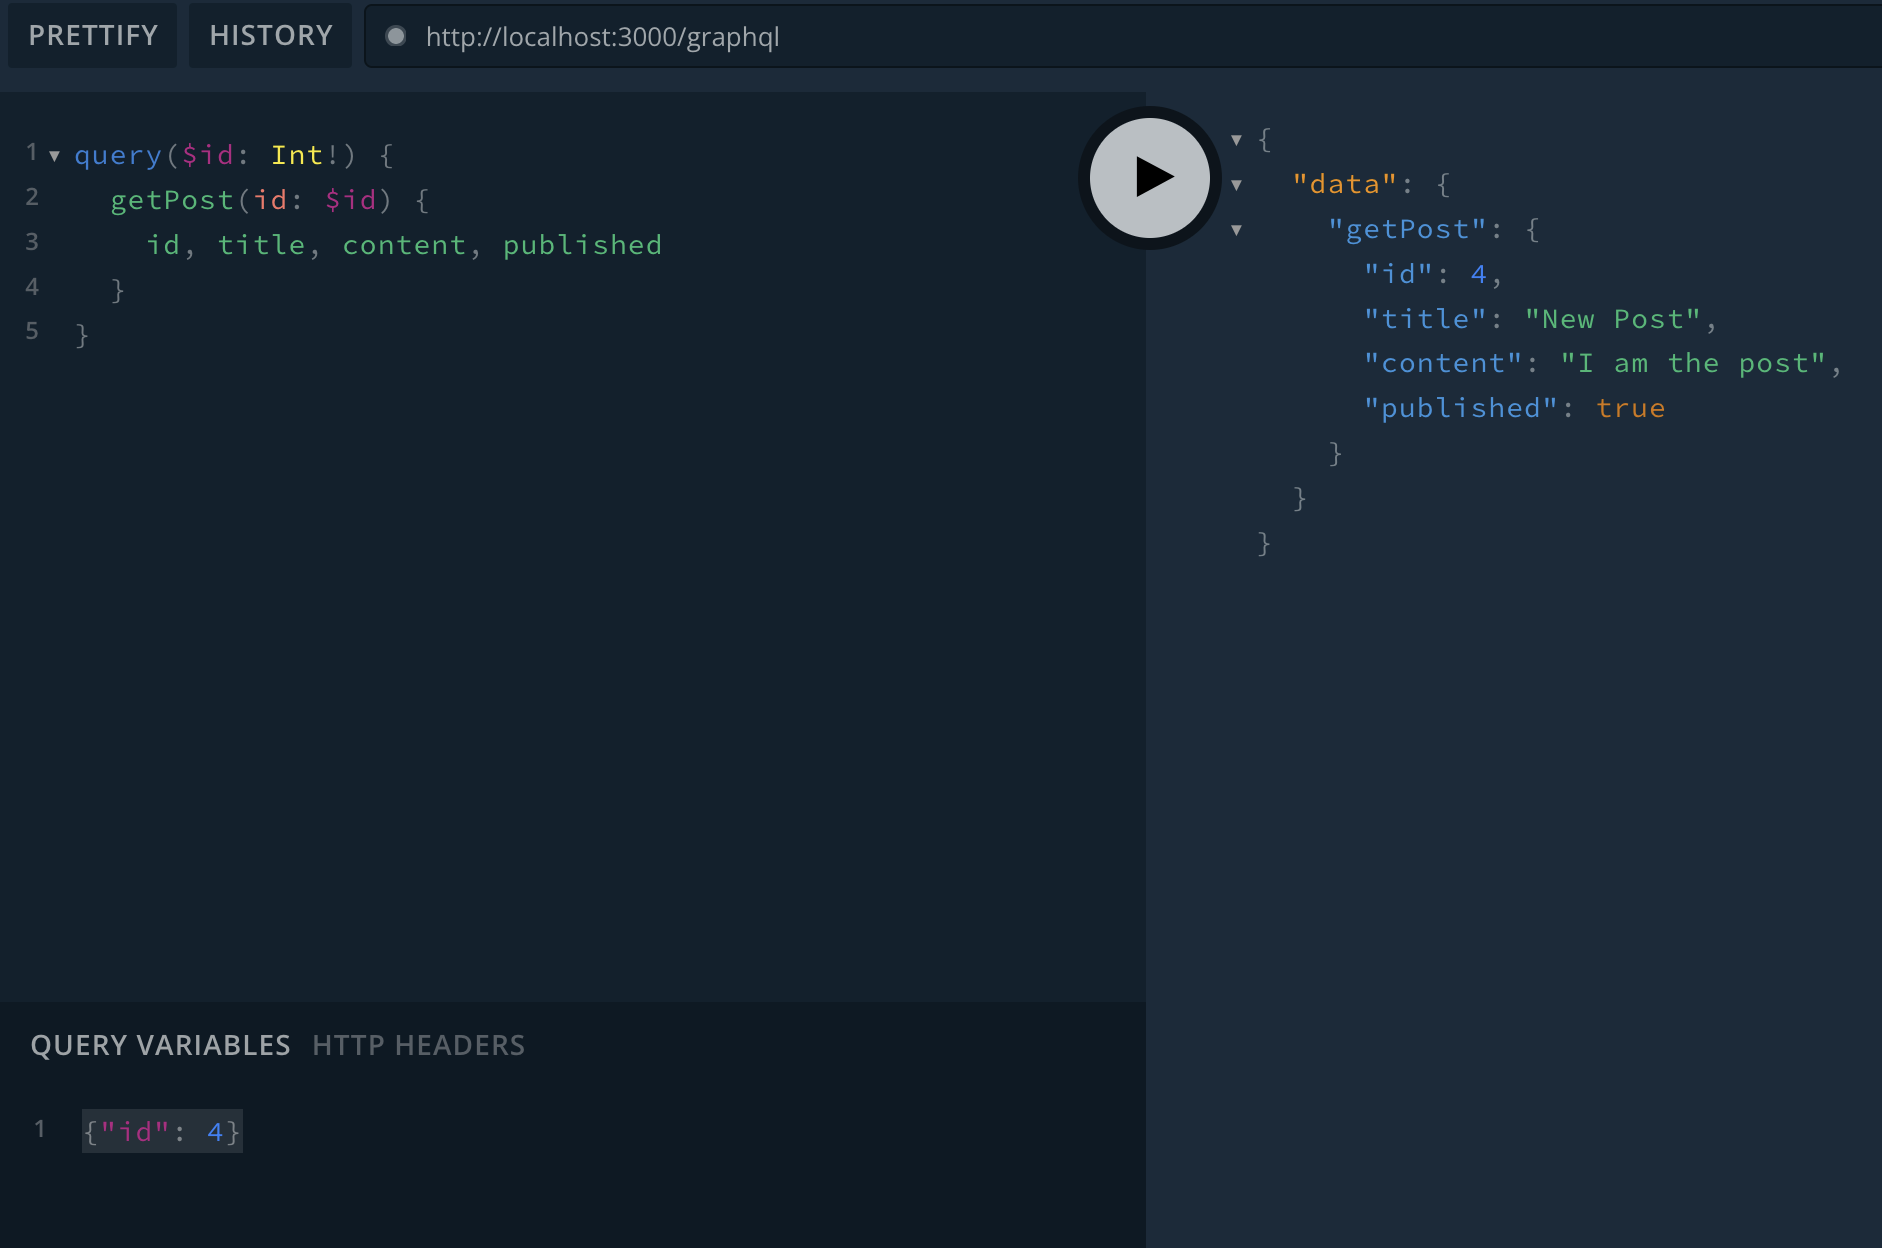 PRETTIFY HISTORY http://localhost:3000/graphql
1 query($id: Int!) {
2 getPost(id: $id) {
3 id, title, content, published
4 }
5 }
{
"data": {
"getPost": {
"id": 4,
"title": "New Post",
"content": "I am the post",
"published": true
}
}
}
QUERY VARIABLES HTTP HEADERS
1 {"id": 4}